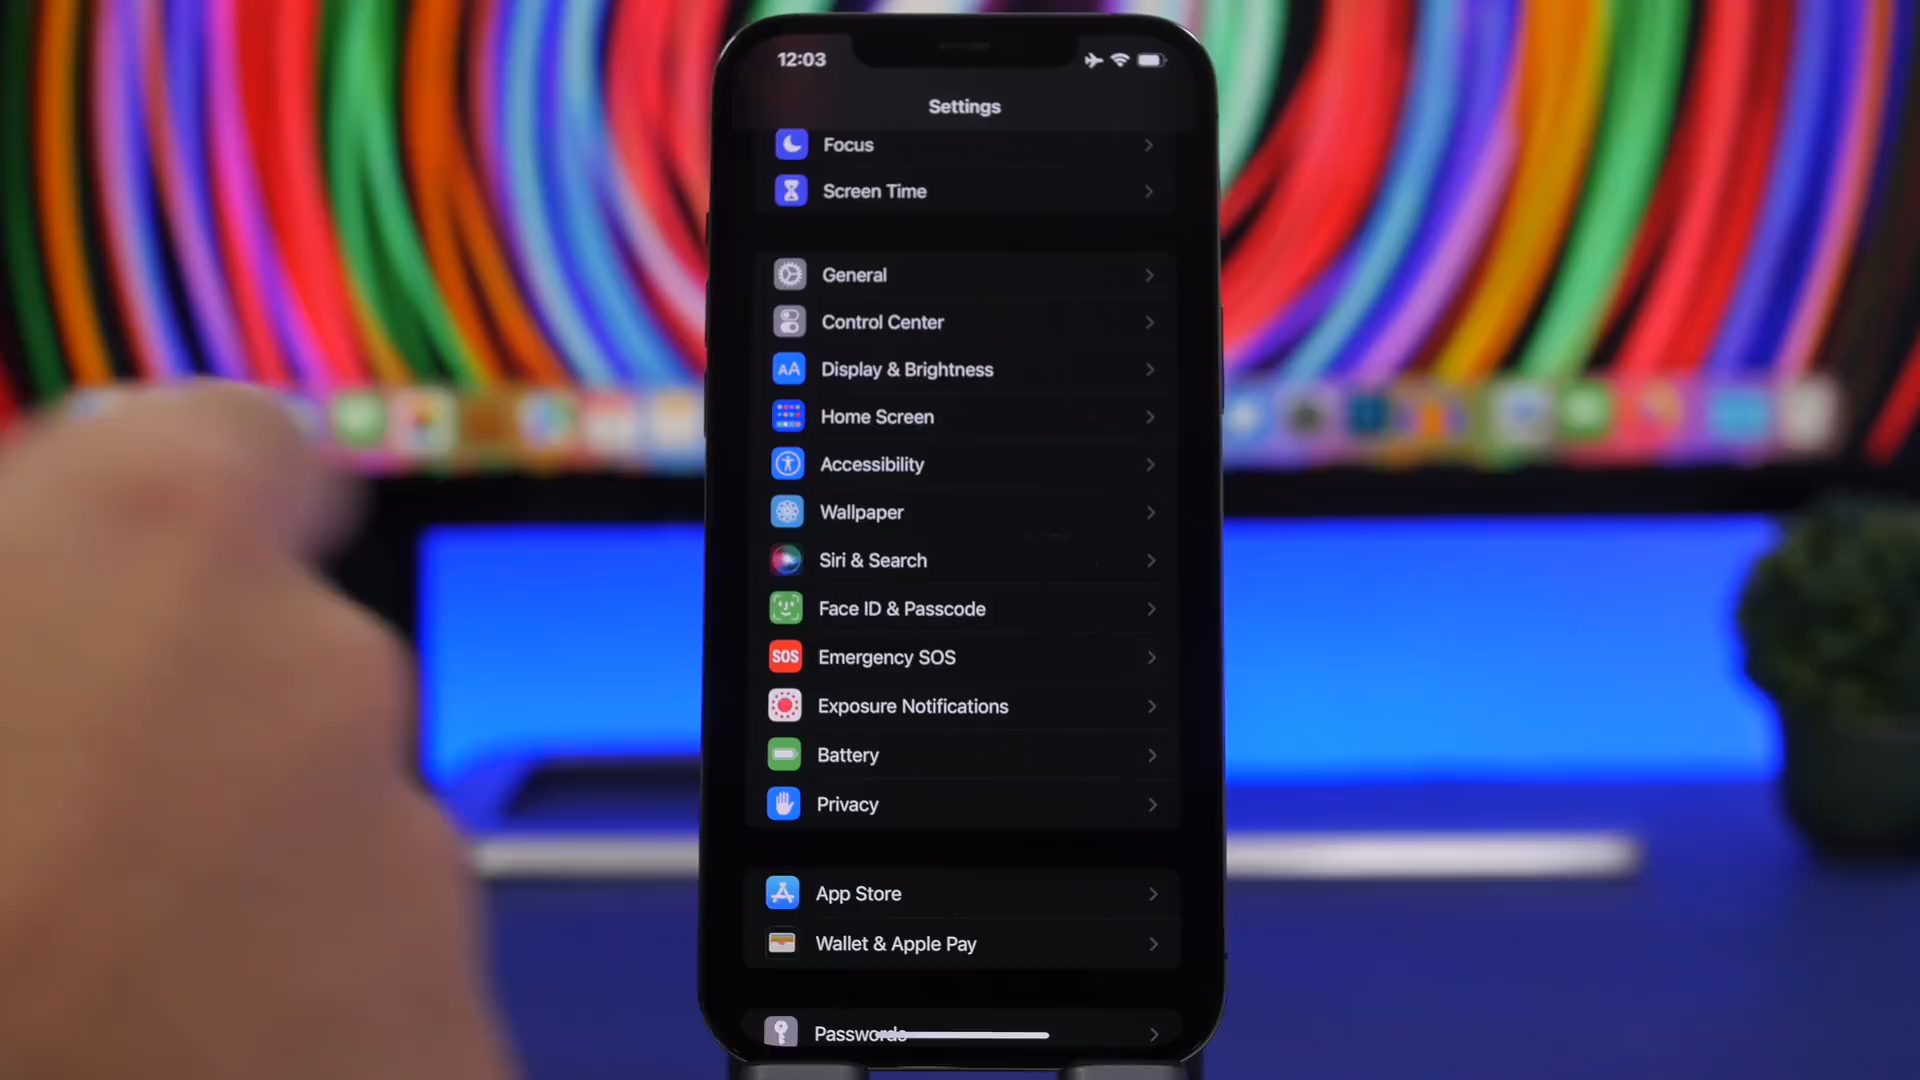 12:03
Settings
Focus
Screen Time
General
Control Center
AA
Display & Brightness
Home Screen
Accessibility
Wallpaper
Siri & Search
Face ID & Passcode
SOS
Emergency SOS
Exposure Notifications
Battery
Privacy
App Store
Wallet & Apple Pay
Passwords